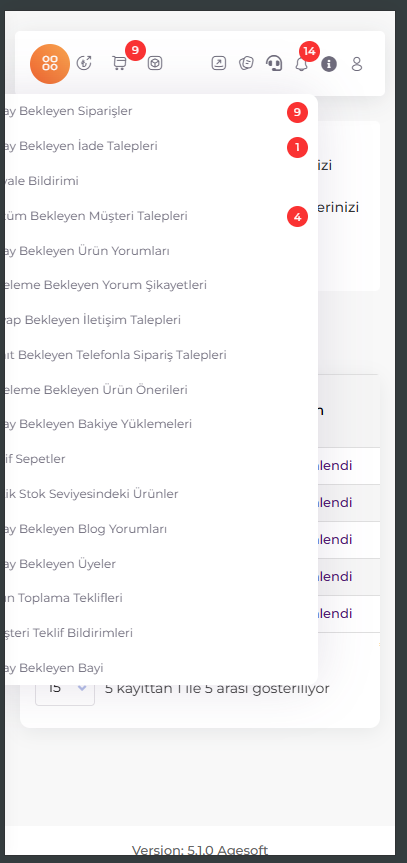 9
14
ay Bekleyen Siparişler 9
ay Bekleyen İade Talepleri 1
vale Bildirimi
züm Bekleyen Müşteri Talepleri 4
ay Bekleyen Ürün Yorumları
eleme Bekleyen Yorum Şikayetleri
vap Bekleyen İletişim Talepleri
ıt Bekleyen Telefonla Sipariş Talepleri
eleme Bekleyen Ürün Önerileri
ay Bekleyen Bakiye Yüklemeleri
if Sepetler
ik Stok Seviyesindeki Ürünler
ay Bekleyen Blog Yorumları
ay Bekleyen Üyeler
ün Toplama Teklifleri
şteri Teklif Bildirimleri
ay Bekleyen Bayi
izi
erinizi
lendi
lendi
lendi
lendi
lendi
15 5 kayıttan 1 ile 5 arası gösteriliyor
Version: 5.1.0 Agesoft